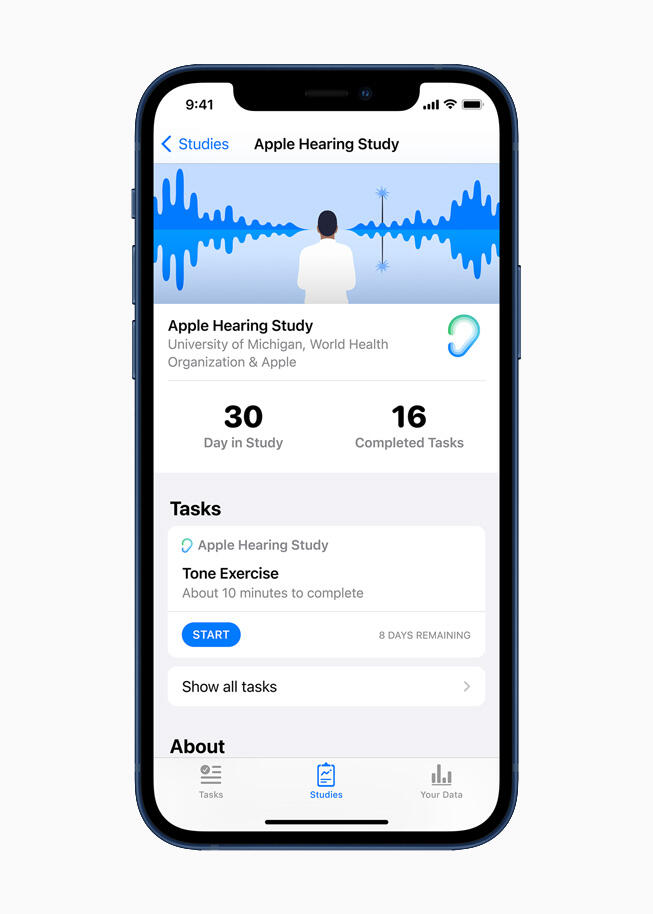 9:41
Studies
Apple Hearing Study
Apple Hearing Study
University of Michigan, World Health
Organization & Apple
30
Day in Study
16
Completed Tasks
Tasks
Apple Hearing Study
Tone Exercise
About 10 minutes to complete
START
8 DAYS REMAINING
Show all tasks
About
Tasks
Studies
Your Data